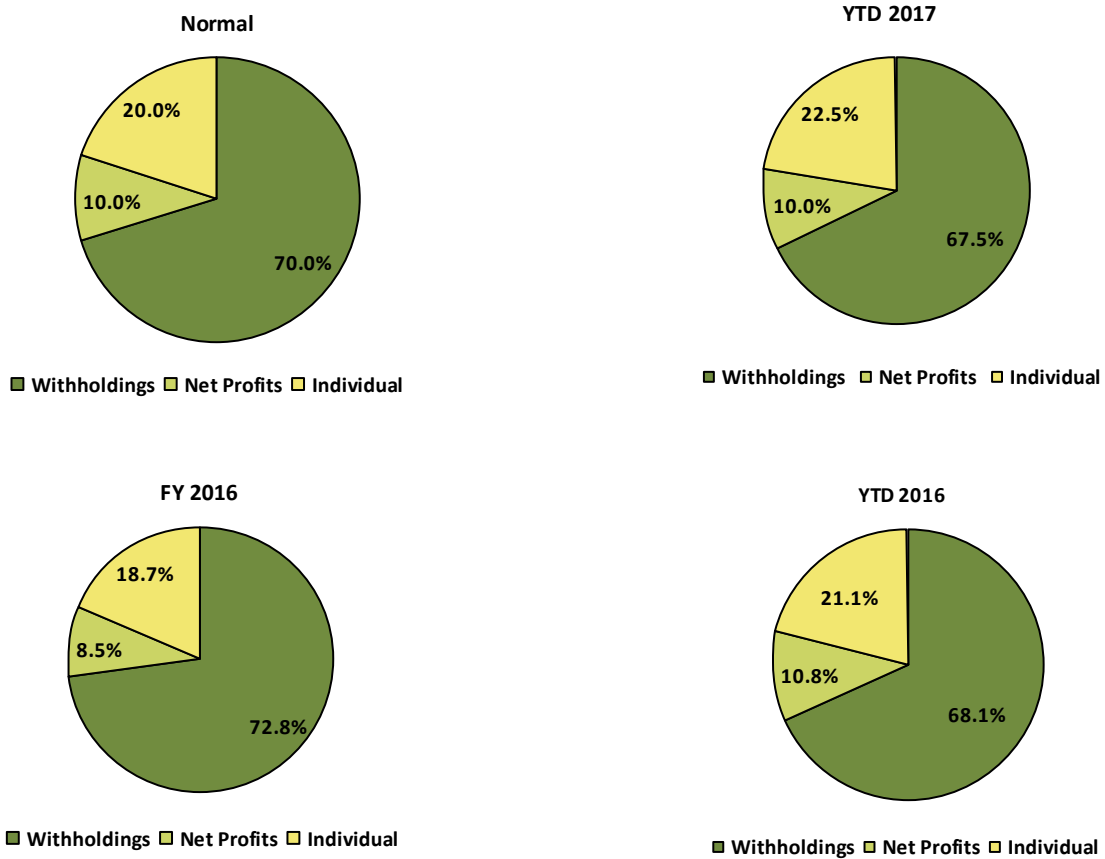 Normal
20.0%
10.0%
70.0%
Withholdings Net Profits Individual
YTD 2017
22.5%
10.0%
67.5%
Withholdings Net Profits Individual
FY 2016
18.7%
8.5%
72.8%
Withholdings Net Profits Individual
YTD 2016
21.1%
10.8%
68.1%
Withholdings Net Profits Individual